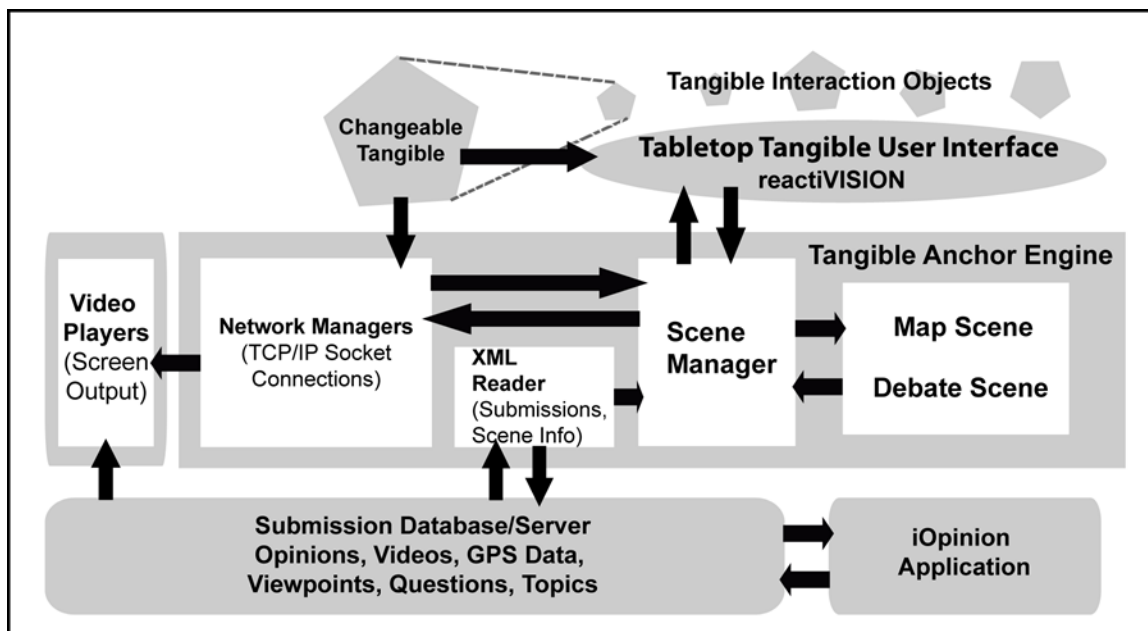 Tangible Interaction Objects
Changeable
Tangible
Tabletop Tangible User Interface
reactiVISION
Tangible Anchor Engine
Video
Players
(Screen
Output)
Network Managers
(TCP/IP Socket
Connections)
XML
Reader
(Submissions,
Scene Info)
Scene
Manager
Map Scene
Debate Scene
Submission Database/Server
Opinions, Videos, GPS Data,
Viewpoints, Questions, Topics
iOpinion
Application